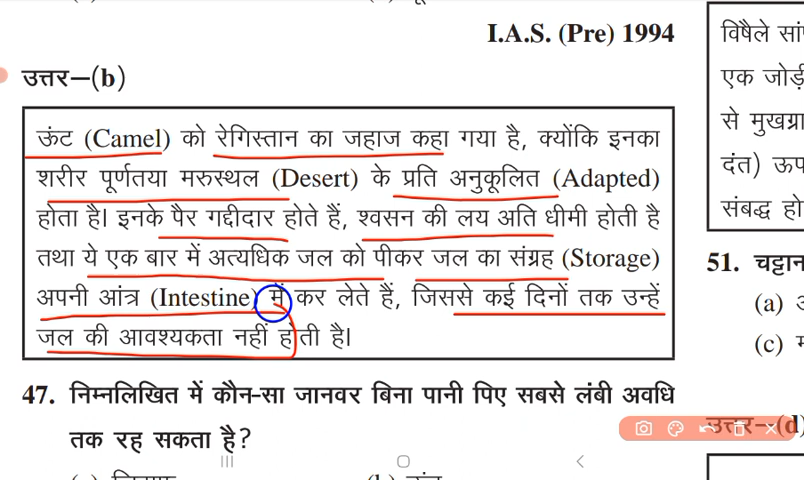 I.A.S. (Pre) 1994
उत्तर—(b)
ऊंट (Camel) को रेगिस्तान का जहाज कहा गया है, क्योंकि इनका
शरीर पूर्णतया मरुस्थल (Desert) के प्रति अनुकूलित (Adapted)
होता है। इनके पैर गद्दीदार होते हैं, श्वसन की लय अति धीमी होती है
तथा ये एक बार में अत्यधिक जल को पीकर जल का संग्रह (Storage)
अपनी आंत्र (Intestine) में कर लेते हैं, जिससे कई दिनों तक उन्हें
जल की आवश्यकता नहीं होती है।
47. निम्नलिखित में कौन-सा जानवर बिना पानी पिए सबसे लंबी अवधि
तक रह सकता है?
विषैले
एक जोड़ी
से
दंत)
संबद्ध
51. चट्टान
(a)
(c)
उत्तर—(d)